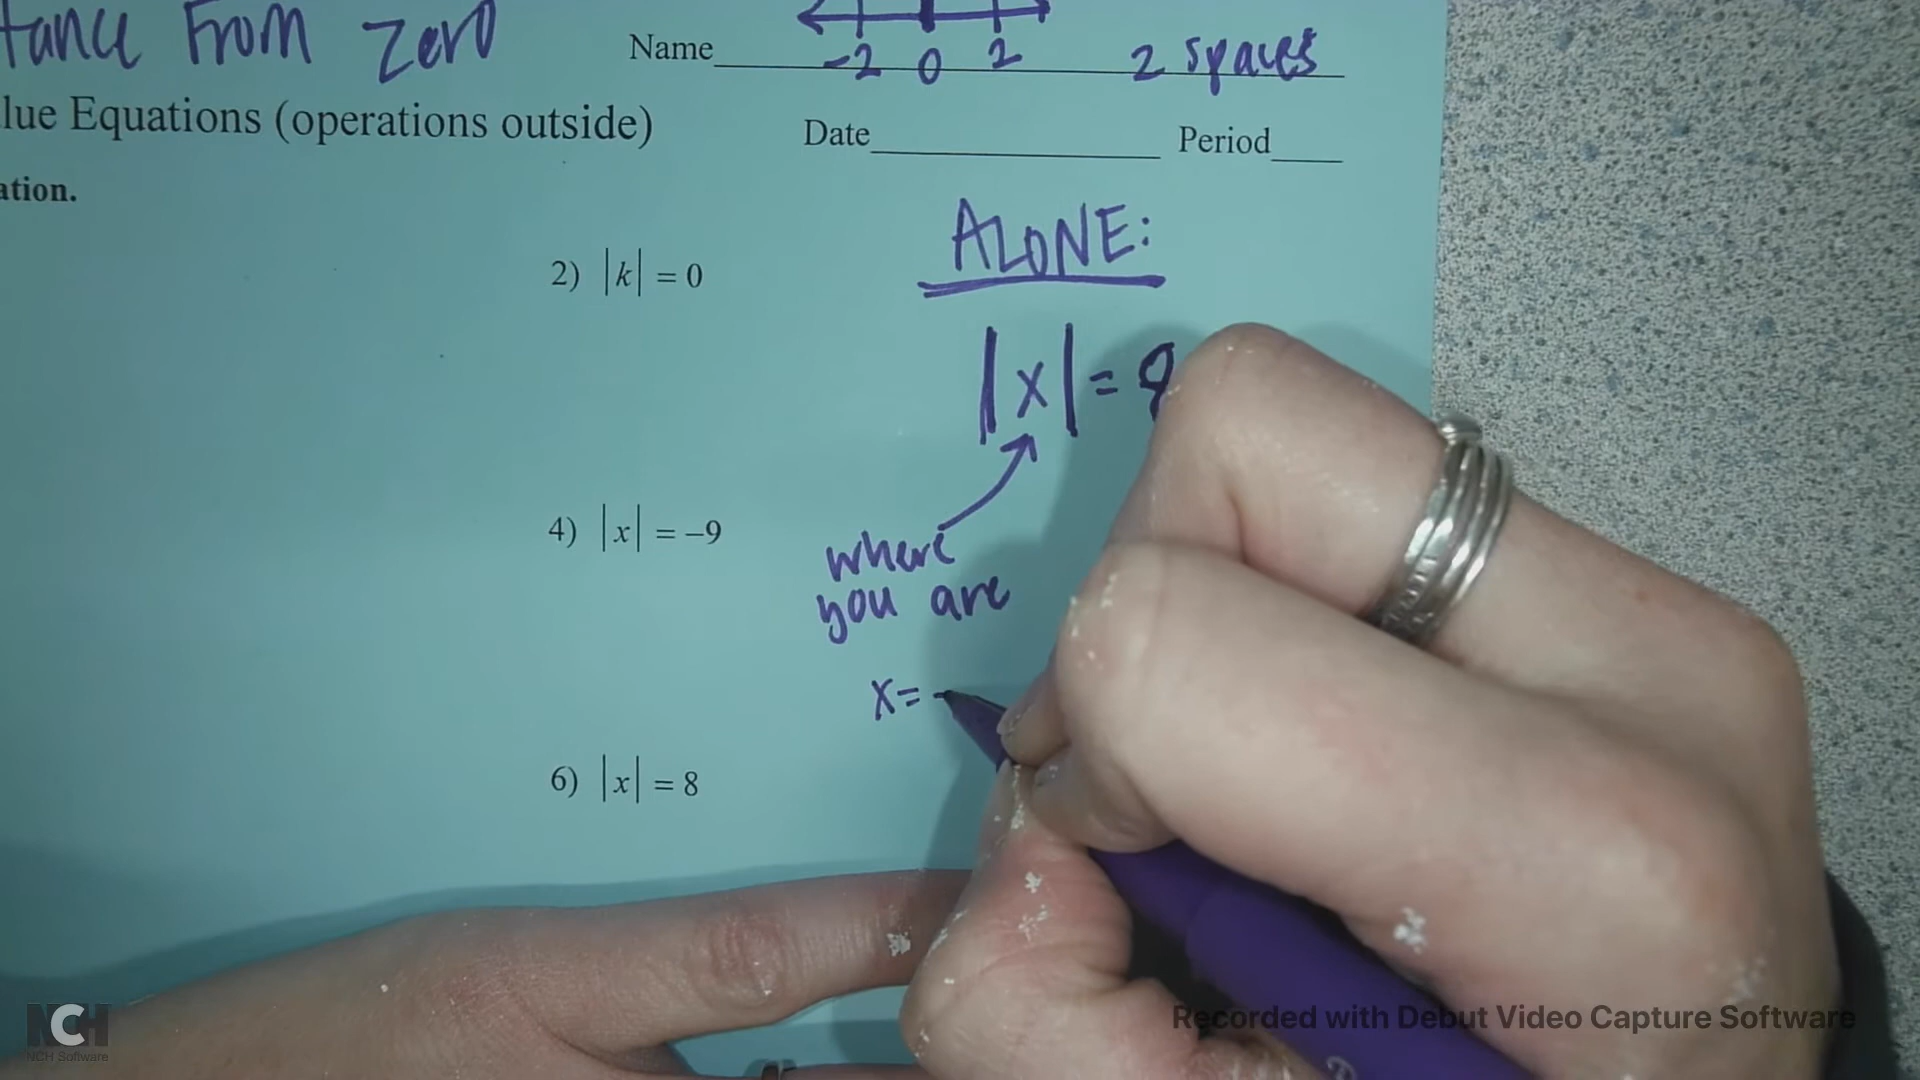 tance From Zero
-2 0 2 2 spaces
Name
lue Equations (operations outside)
Date Period
ation.
ALONE:
2) |k| = 0
|x| =
where
you are
4) |x| = –9
x= -
6) |x| = 8
NCH
NCH Software
Recorded with Debut Video Capture Software